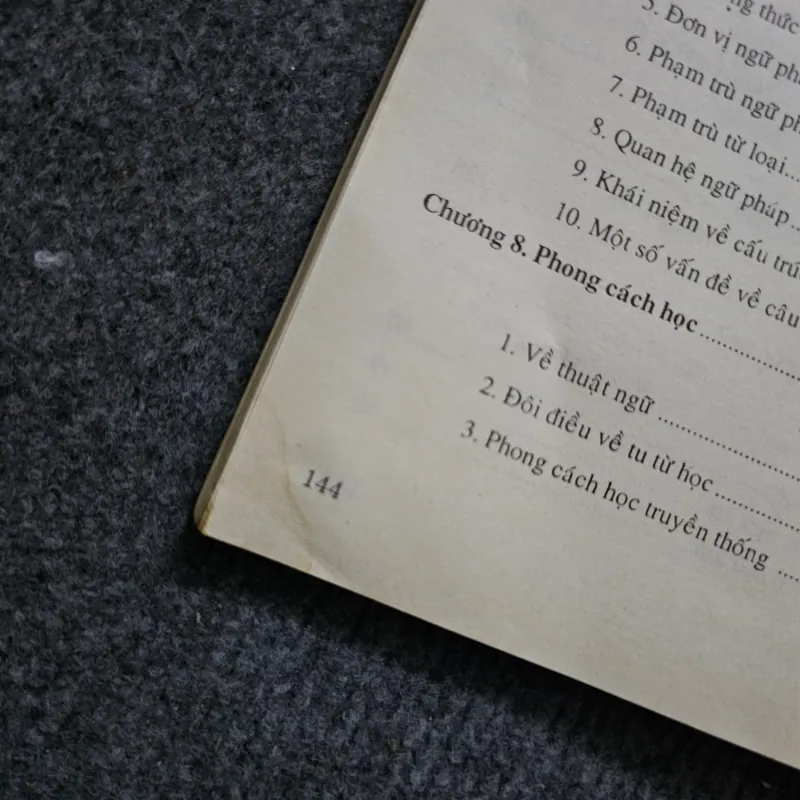 thức
5. Đơn vị ngữ
6. Phạm trù ngữ
7. Phạm trù từ loại...
8. Quan hệ ngữ pháp...
9. Khái niệm về cấu
10. Một số vấn đề về câu
Chương 8. Phong cách học..............
1. Về thuật ngữ ......................
2. Đôi điều về tu từ học.............
3. Phong cách học truyền thống ....
144